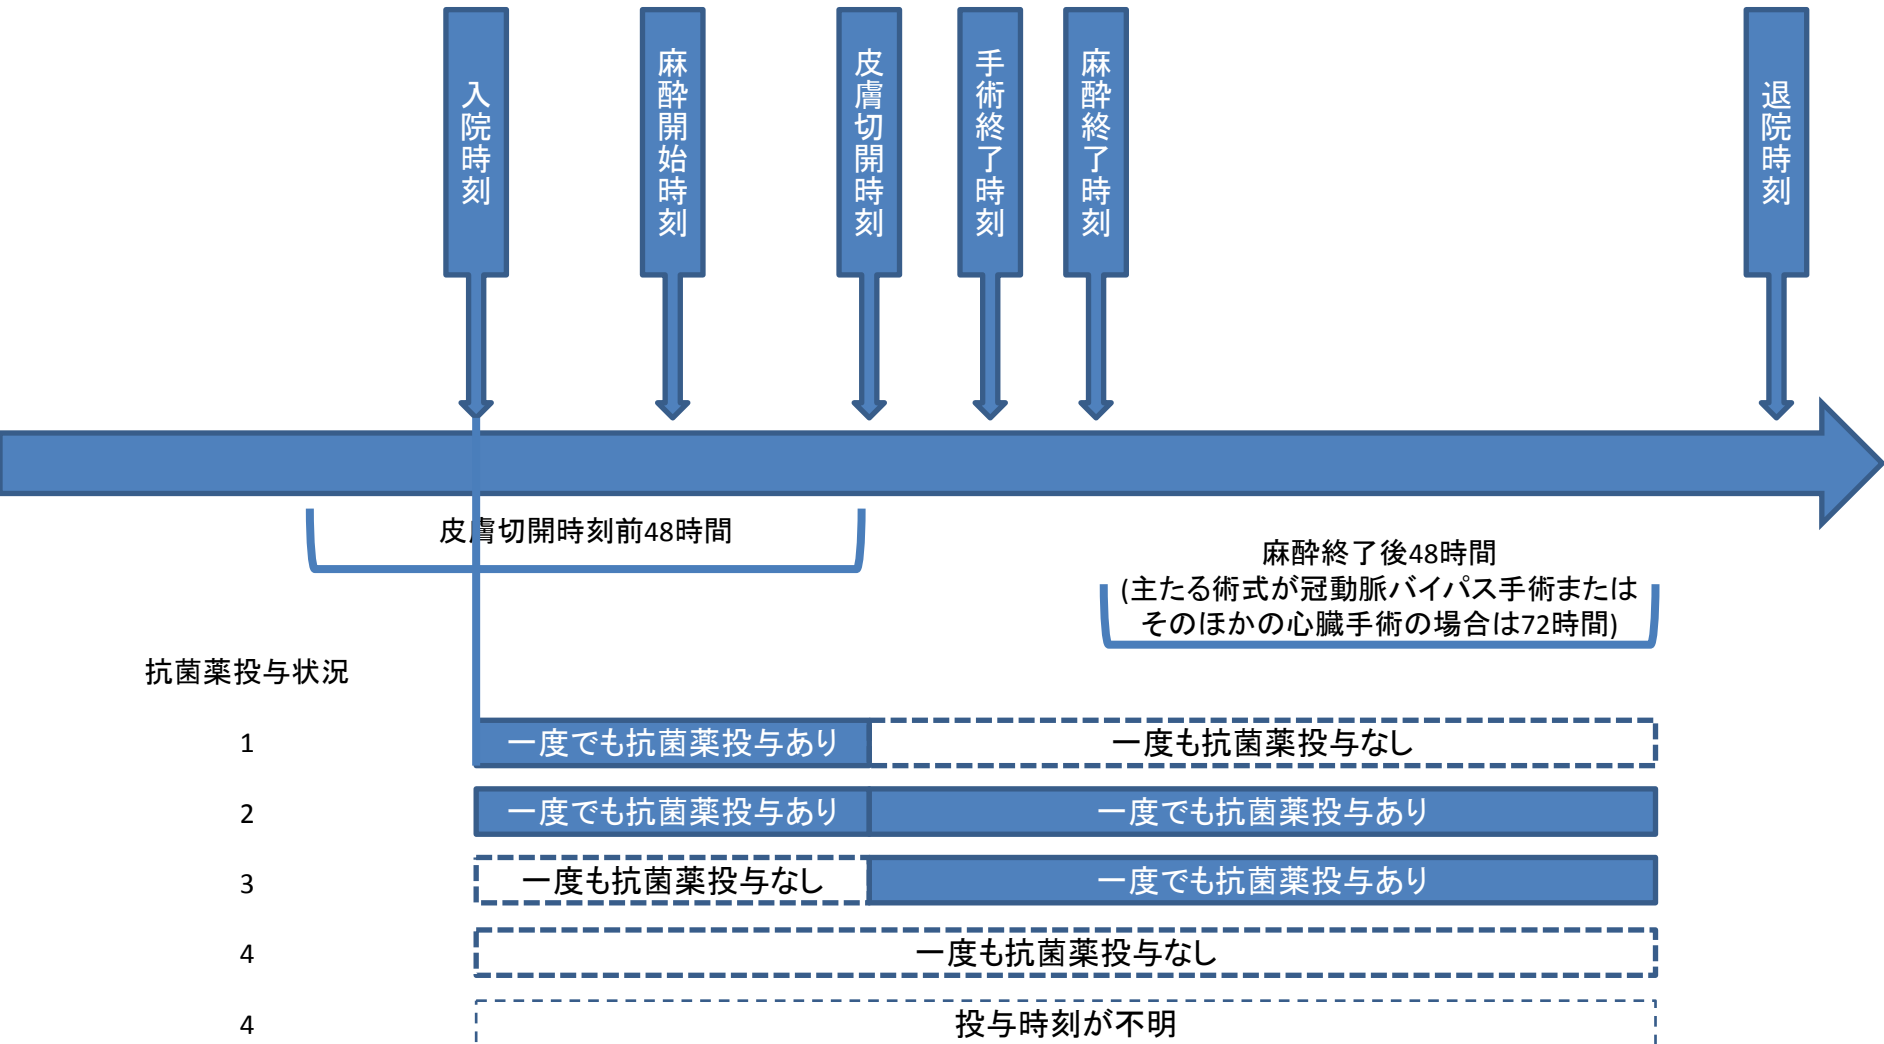 入院時刻
麻酔開始時刻
皮膚切開時刻
手術終了時刻
麻酔終了時刻
退院時刻
皮膚切開時刻前48時間
麻酔終了後48時間
(主たる術式が冠動脈バイパス手術または
そのほかの心臓手術の場合は72時間)
抗菌薬投与状況
1 一度でも抗菌薬投与あり 一度も抗菌薬投与なし
2 一度でも抗菌薬投与あり 一度でも抗菌薬投与あり
3 一度も抗菌薬投与なし 一度でも抗菌薬投与あり
4 一度も抗菌薬投与なし
4 投与時刻が不明